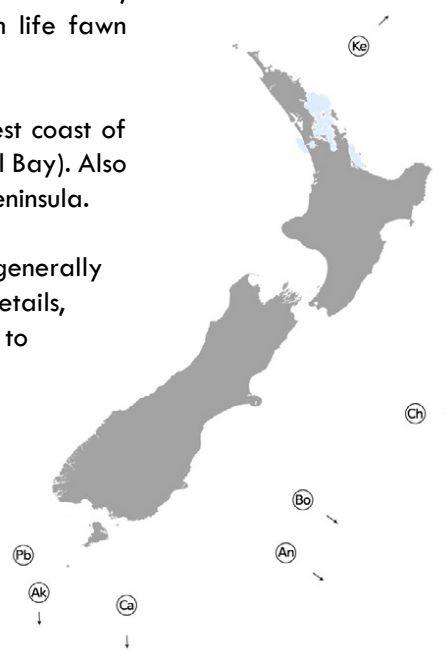 life fawn
est coast of
Bay). Also
eninsula.
generally
etails,
to
Ke
Ch
Bo
An
Pb
Ak
Ca